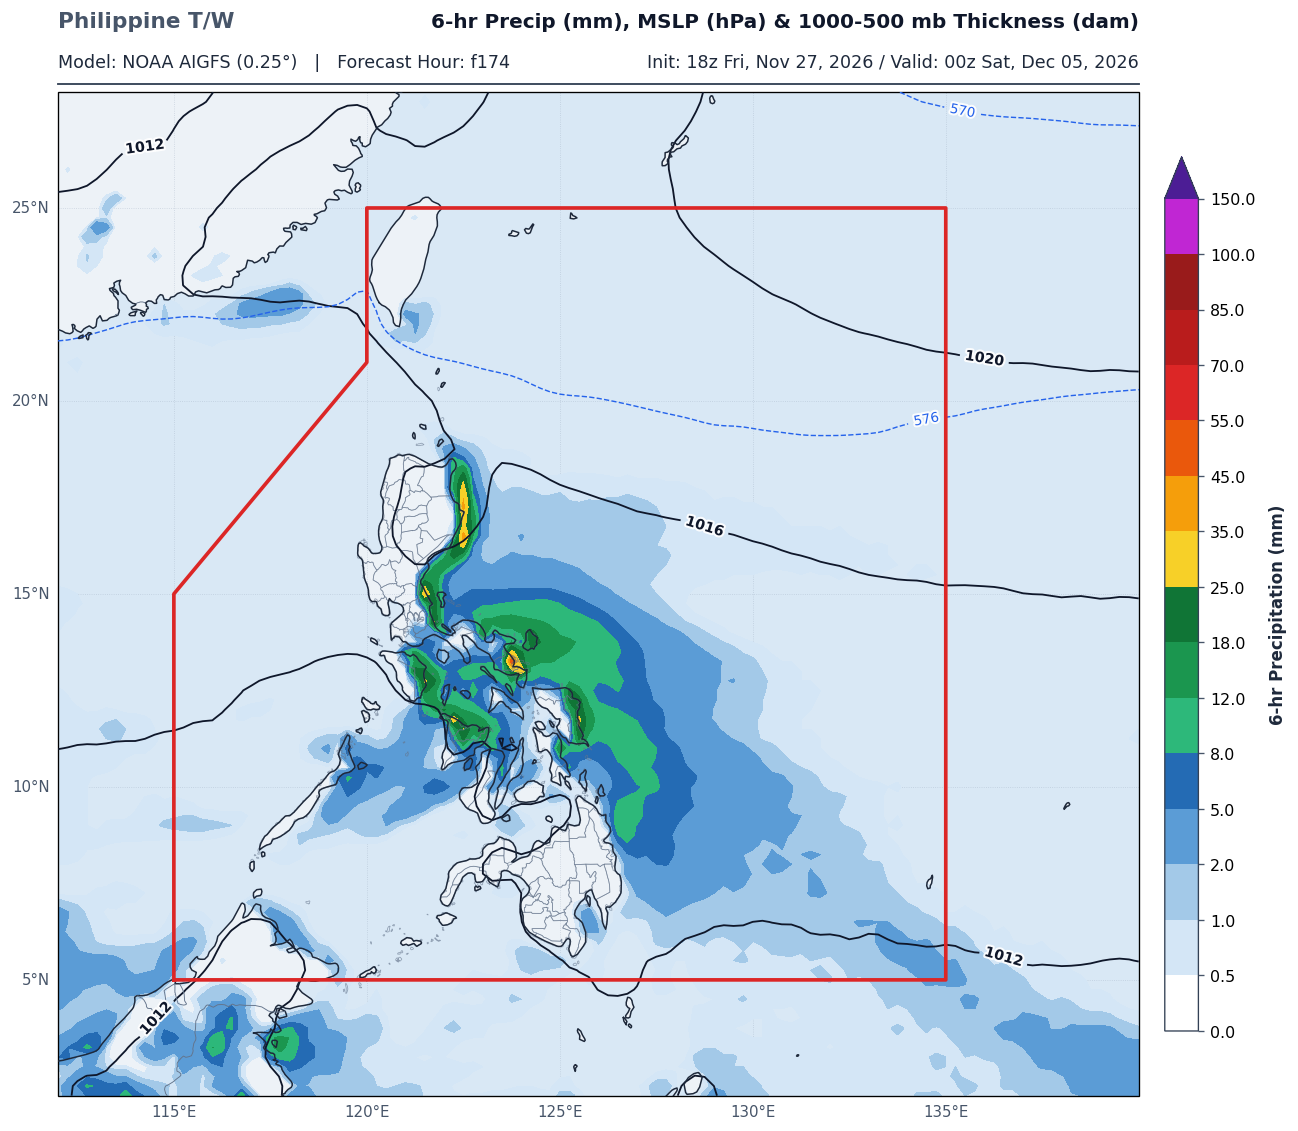 Philippine T/W
6-hr Precip (mm), MSLP (hPa) & 1000-500 mb Thickness (dam)
Model: NOAA AIGFS (0.25°) | Forecast Hour: f174
Init: 18z Fri, Nov 27, 2026 / Valid: 00z Sat, Dec 05, 2026
570
1012
25°N
1020
20°N
576
1016
15°N
10°N
1012
5°N
1012
115°E
120°E
125°E
130°E
135°E
150.0
100.0
85.0
70.0
55.0
45.0
35.0
25.0
18.0
12.0
8.0
5.0
2.0
1.0
0.5
0.0
6-hr Precipitation (mm)